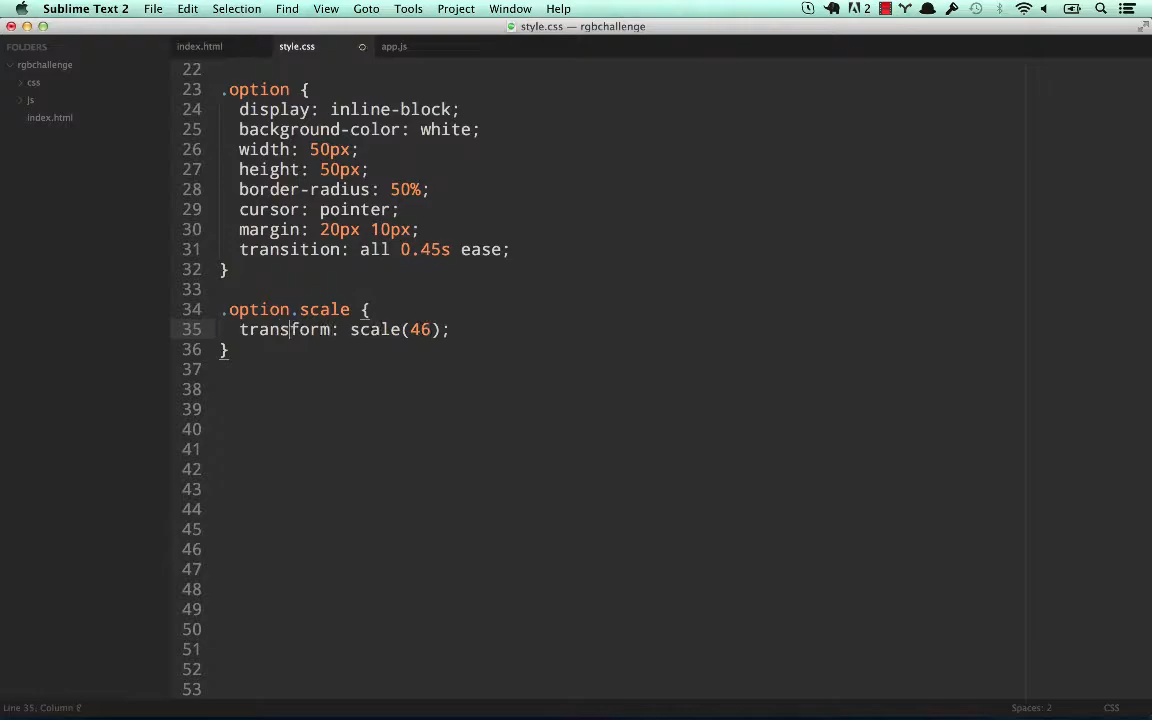 Sublime Text 2 File Edit Selection Find View Goto Tools Project Window Help 2
style.css — rgbchallenge
FOLDERS
rgbchallenge
css
js
index.html
index.html style.css app.js
22
23 .option {
24 display: inline-block;
25 background-color: white;
26 width: 50px;
27 height: 50px;
28 border-radius: 50%;
29 cursor: pointer;
30 margin: 20px 10px;
31 transition: all 0.45s ease;
32 }
33
34 .option.scale {
35 transform: scale(46);
36 }
37
38
39
40
41
42
43
44
45
46
47
48
49
50
51
52
53
Line 35, Column Spaces: 2 CSS